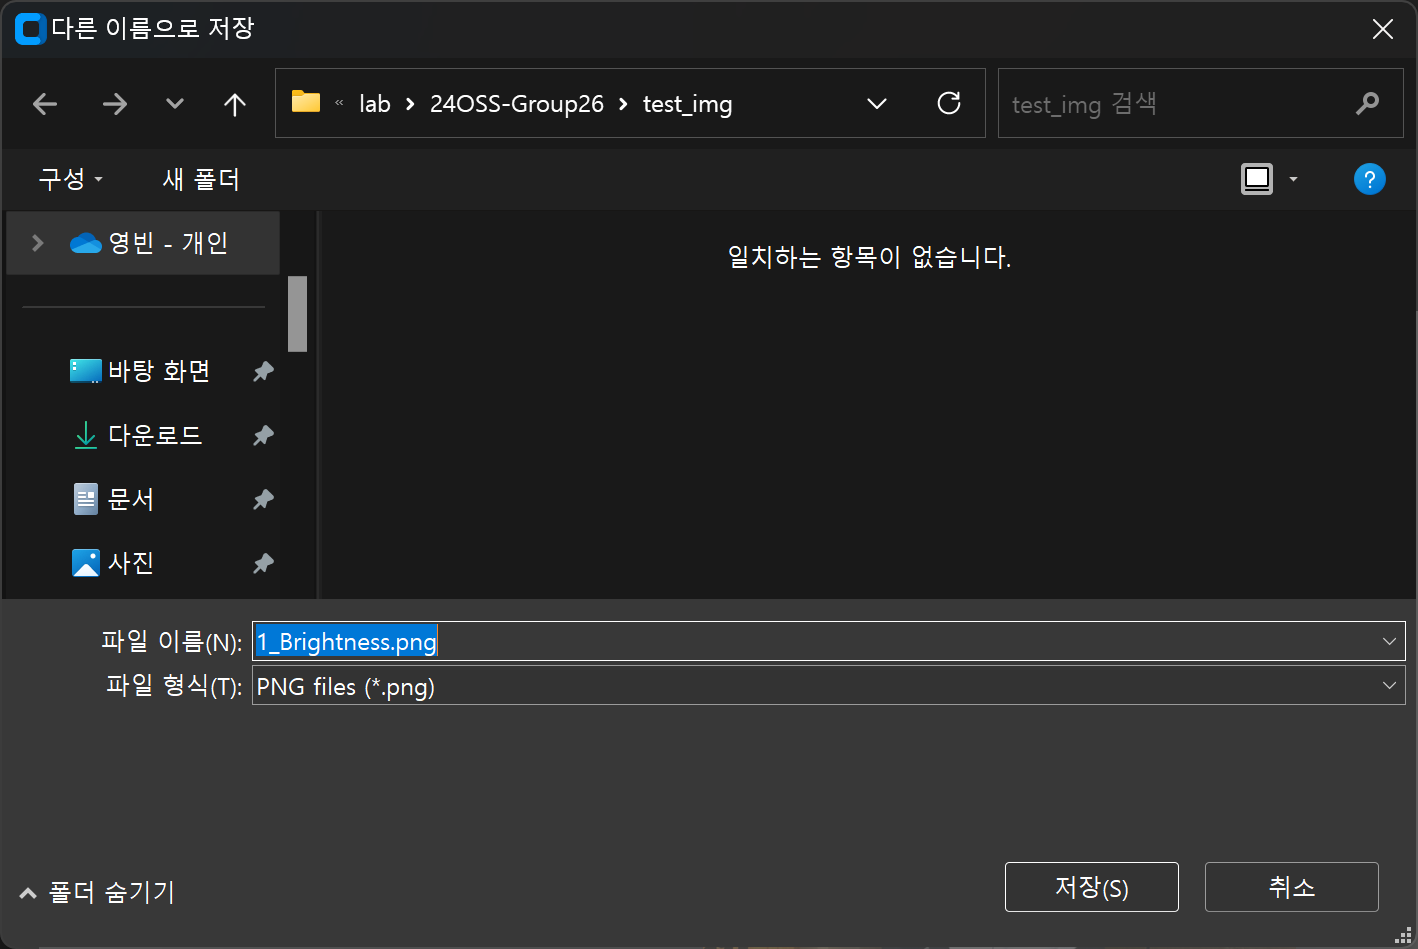 다른 이름으로 저장
« lab > 24OSS-Group26 > test_img
test_img 검색
구성
새 폴더
?
영빈 - 개인
일치하는 항목이 없습니다.
바탕 화면
다운로드
문서
사진
파일 이름(N): 1_Brightness.png
파일 형식(T): PNG files (*.png)
폴더 숨기기
저장(S)
취소